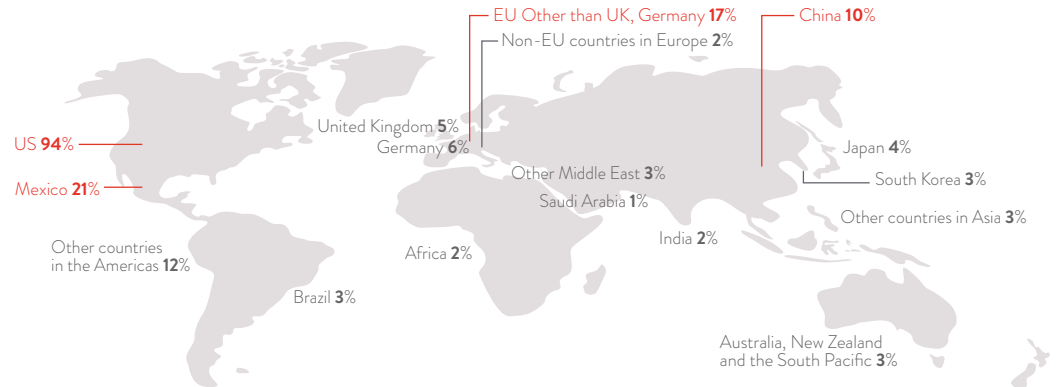 EU Other than UK, Germany 17%
China 10%
Non-EU countries in Europe 2%
United Kingdom 5%
US 94%
Germany 6%
Japan 4%
Other Middle East 3%
South Korea 3%
Mexico 21%
Saudi Arabia 1%
Other countries in Asia 3%
India 2%
Other countries
in the Americas 12%
Africa 2%
Brazil 3%
Australia, New Zealand
and the South Pacific 3%